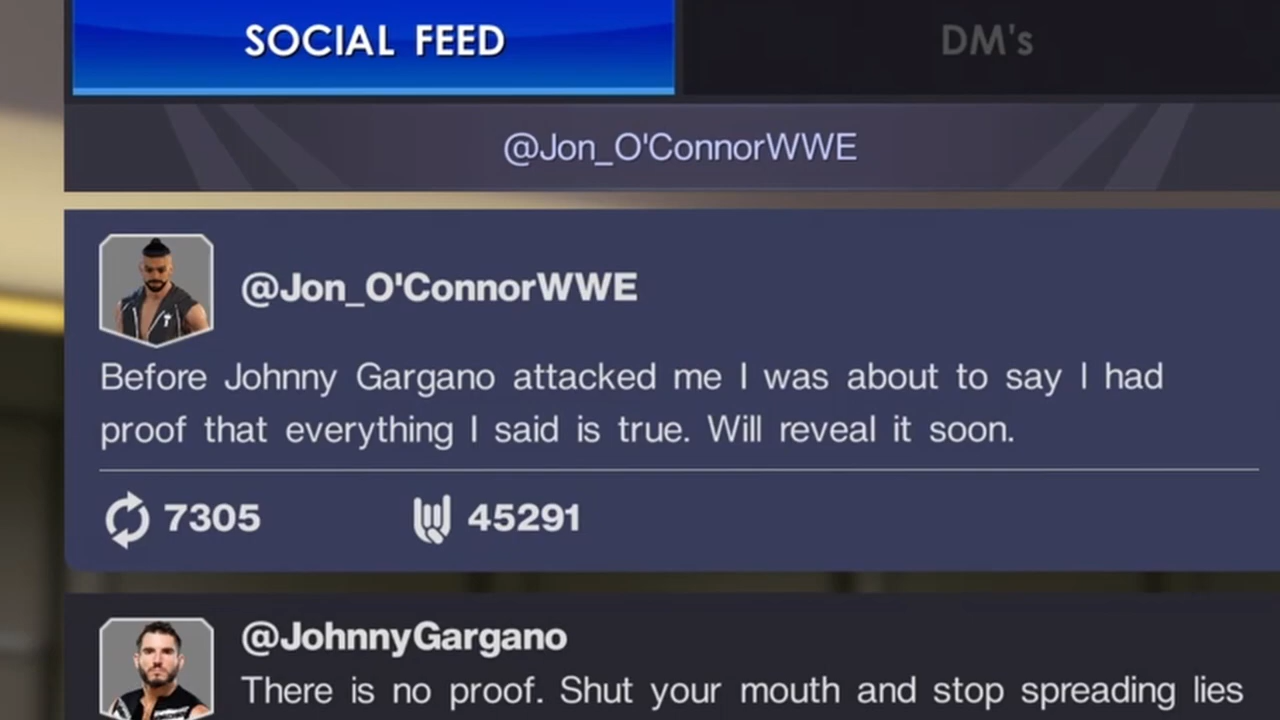 SOCIAL FEED
DM's
@Jon_O'ConnorWWE
@Jon_O'ConnorWWE
Before Johnny Gargano attacked me I was about to say I had
proof that everything I said is true. Will reveal it soon.
7305
45291
@JohnnyGargano
There is no proof. Shut your mouth and stop spreading lies